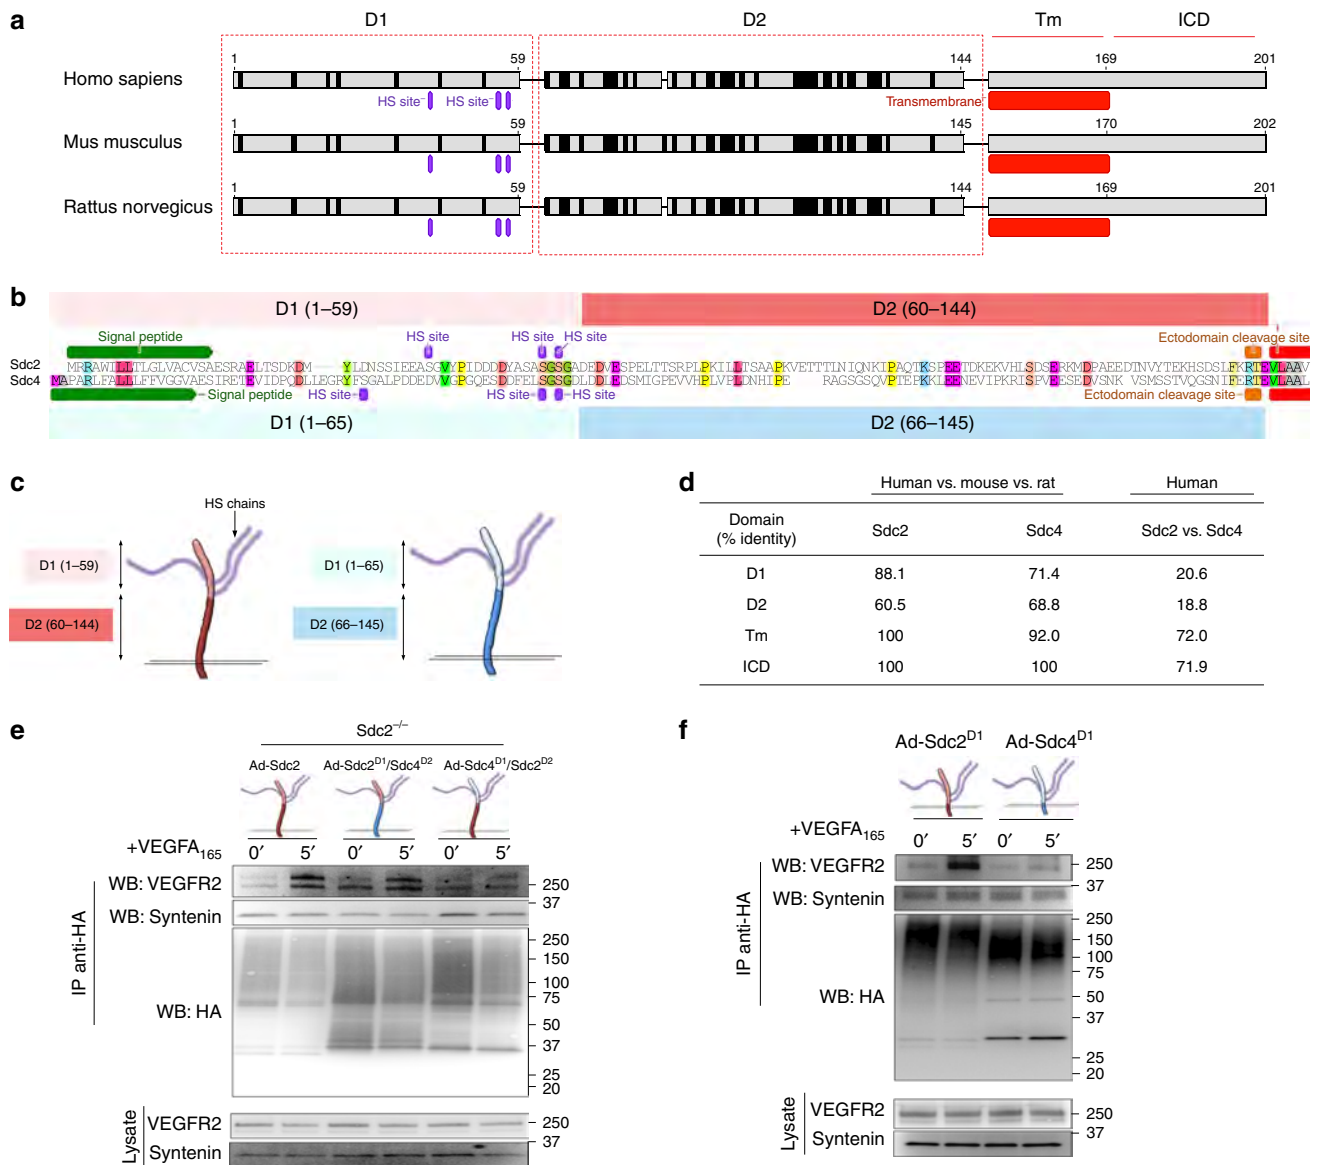 a
D1
D2
Tm
ICD
Homo sapiens
1
59
144
169
201
HS site
HS site
Transmembrane
Mus musculus
1
59
145
170
202
Rattus norvegicus
1
59
144
169
201
b
D1 (1–59)
D2 (60–144)
Signal peptide
HS site
HS site
HS site
Ectodomain cleavage site
Sdc2
Sdc4
Signal peptide
HS site
HS site
Ectodomain cleavage site
D1 (1–65)
D2 (66–145)
c
HS chains
D1 (1–59)
D2 (60–144)
D1 (1–65)
D2 (66–145)
d
Human vs. mouse vs. rat
Human
Domain (% identity)
Sdc2
Sdc4
Sdc2 vs. Sdc4
D1 88.1 71.4 20.6
D2 60.5 68.8 18.8
Tm 100 92.0 72.0
ICD 100 100 71.9
e
Sdc2–/–
Ad-Sdc2
Ad-Sdc2D1/Sdc4D2
Ad-Sdc4D1/Sdc2D2
+VEGFA165
0′ 5′ 0′ 5′ 0′ 5′
IP anti-HA
WB: VEGFR2
250
37
WB: Syntenin
250
150
100
75
WB: HA
50
37
25
20
Lysate
VEGFR2
250
37
Syntenin
f
Ad-Sdc2D1
Ad-Sdc4D1
+VEGFA165
0′ 5′ 0′ 5′
IP anti-HA
WB: VEGFR2
250
37
WB: Syntenin
250
150
100
75
WB: HA
50
37
25
20
Lysate
VEGFR2
250
37
Syntenin